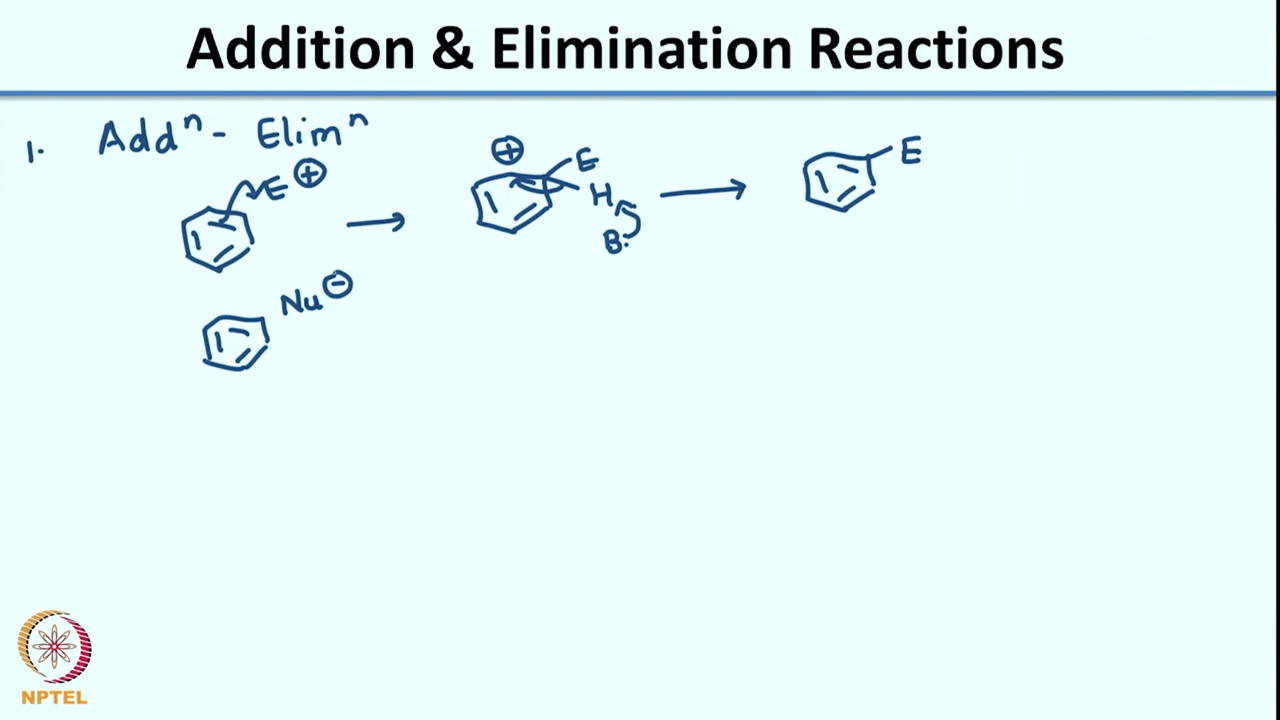 Addition & Elimination Reactions
1. Addⁿ - Elimⁿ
E ⊕
⊕ E H B:
E
Nu ⊖
NPTEL